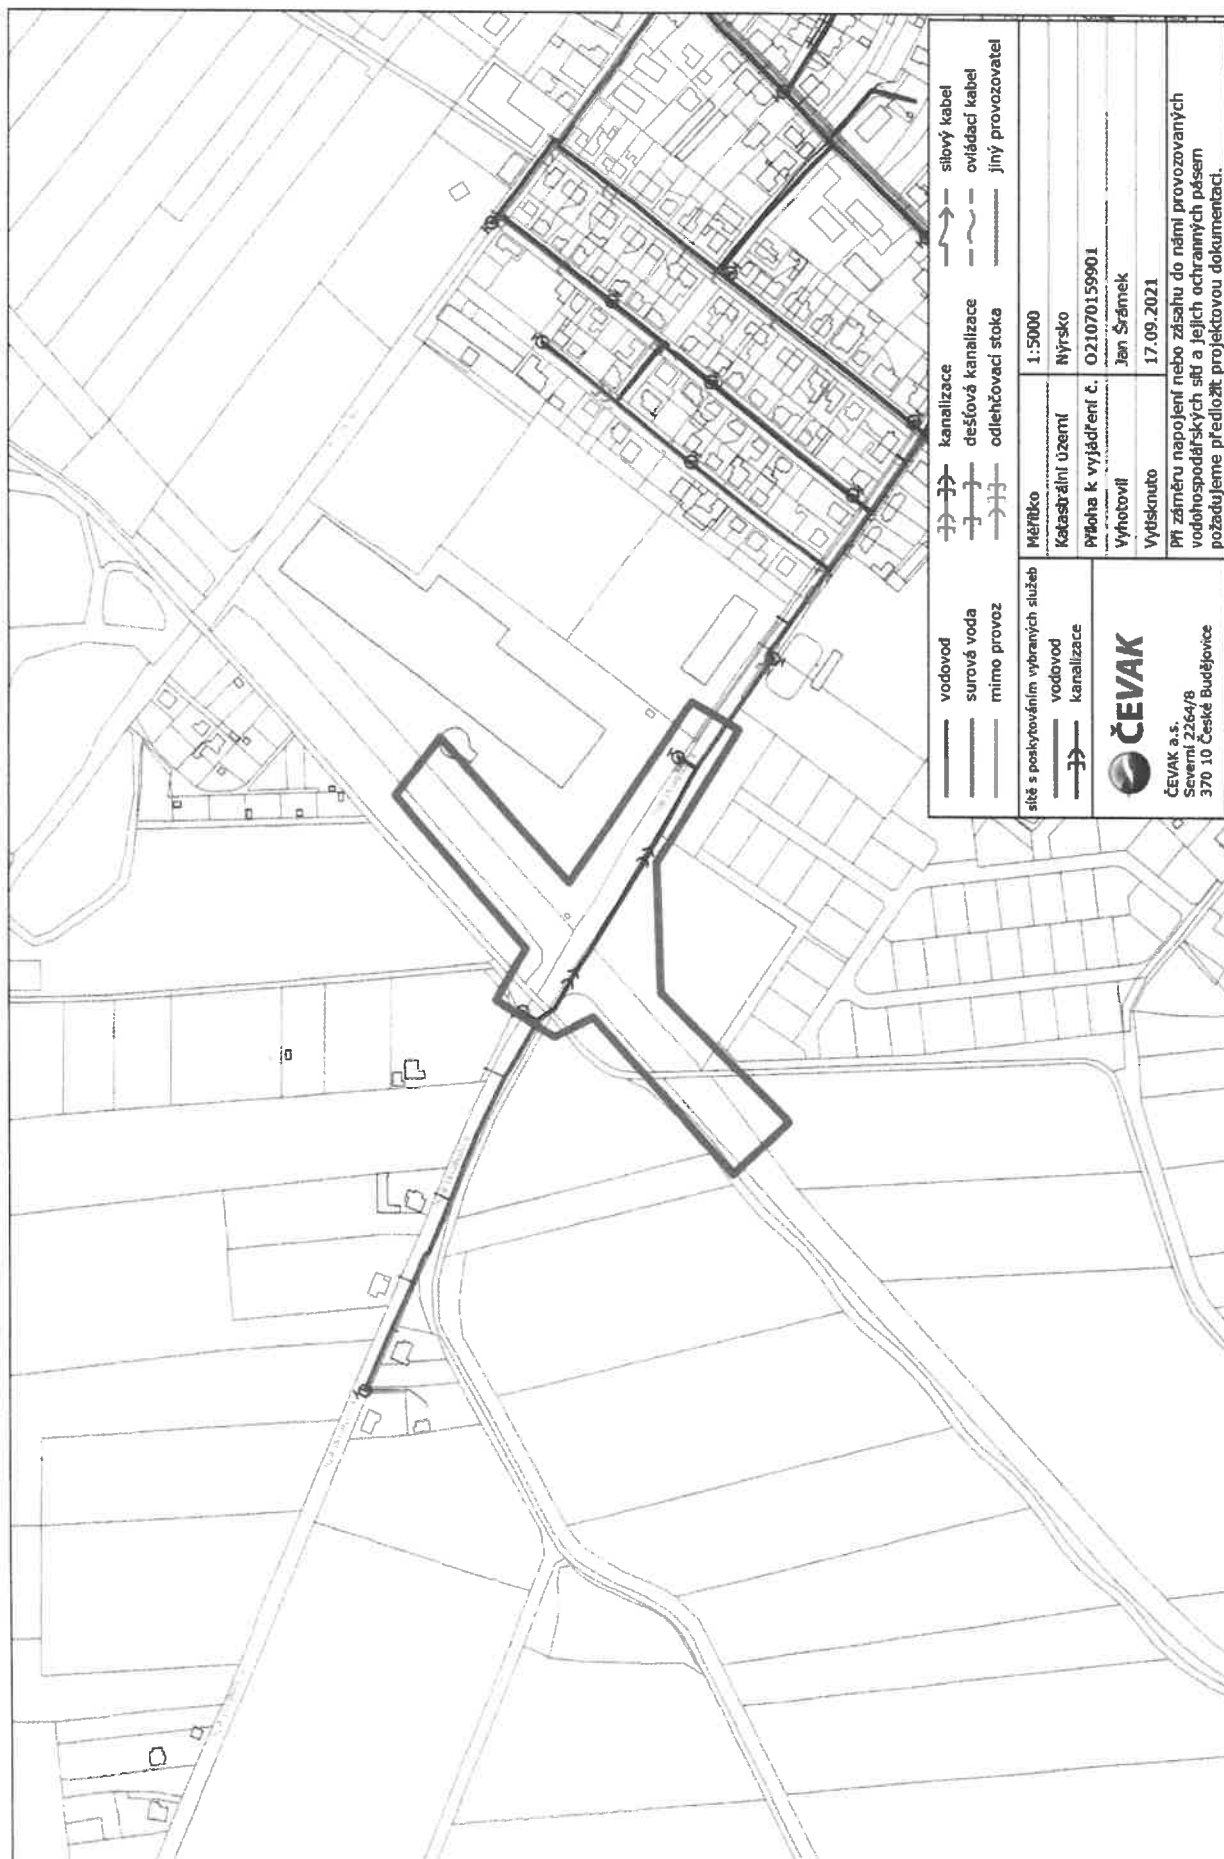 vodovod
surová voda
mimo provoz
kanalizace
dešťová kanalizace
odlehčovací stoka
silový kabel
ovládací kabel
jiný provozovatel
sítě s poskytováním vybraných služeb
vodovod
kanalizace
ČEVAK
ČEVAK a.s.
Severní 2264/8
370 10 České Budějovice
Měřítko 1:5000
Katastrální území Nýrsko
Příloha k vyjádření č. O21070159901
Vyhotovil Jan Šrámek
Vytisknuto 17.09.2021
Při záměru napojení nebo zásahu do námi provozovaných
vodohospodářských sítí a jejich ochranných pásem
požadujeme předložit projektovou dokumentaci.